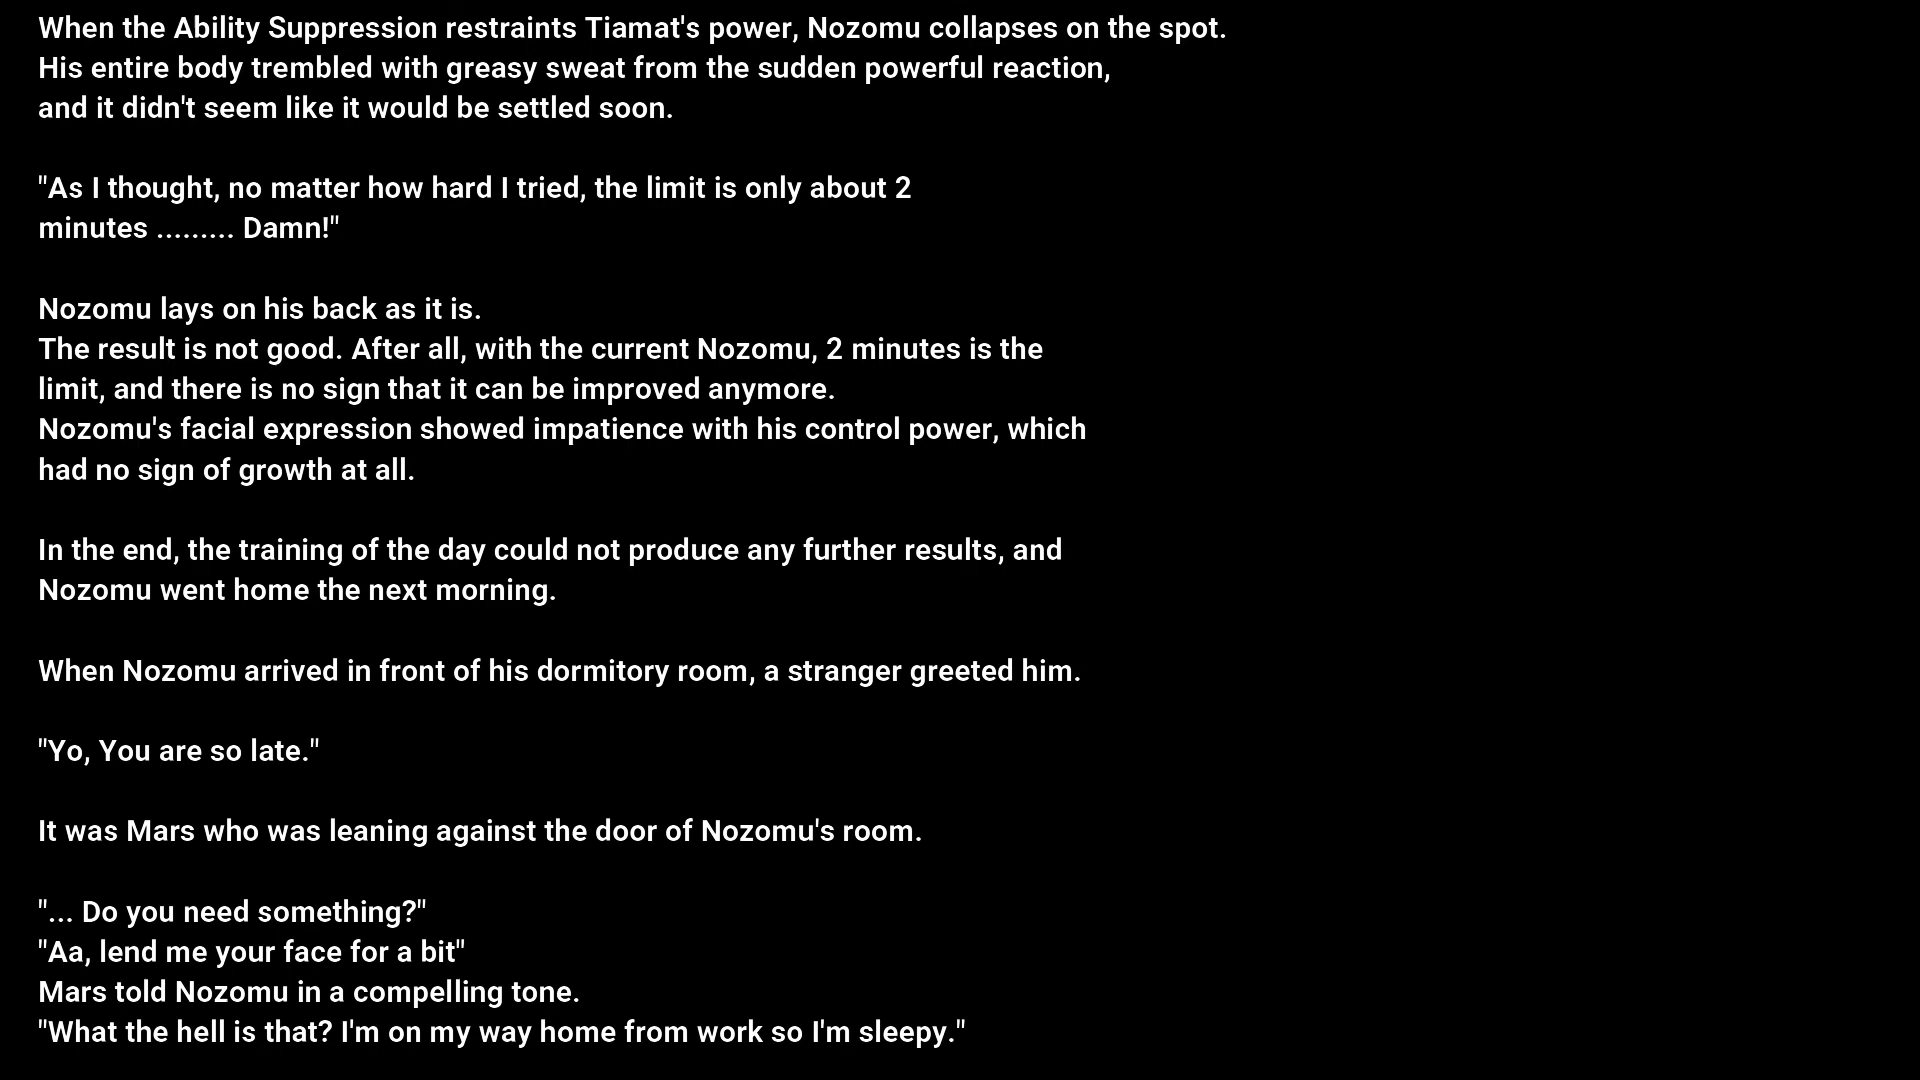 When the Ability Suppression restraints Tiamat's power, Nozomu collapses on the spot.
His entire body trembled with greasy sweat from the sudden powerful reaction,
and it didn't seem like it would be settled soon.
"As I thought, no matter how hard I tried, the limit is only about 2
minutes ......... Damn!"
Nozomu lays on his back as it is.
The result is not good. After all, with the current Nozomu, 2 minutes is the
limit, and there is no sign that it can be improved anymore.
Nozomu's facial expression showed impatience with his control power, which
had no sign of growth at all.
In the end, the training of the day could not produce any further results, and
Nozomu went home the next morning.
When Nozomu arrived in front of his dormitory room, a stranger greeted him.
"Yo, You are so late."
It was Mars who was leaning against the door of Nozomu's room.
"... Do you need something?"
"Aa, lend me your face for a bit"
Mars told Nozomu in a compelling tone.
"What the hell is that? I'm on my way home from work so I'm sleepy."